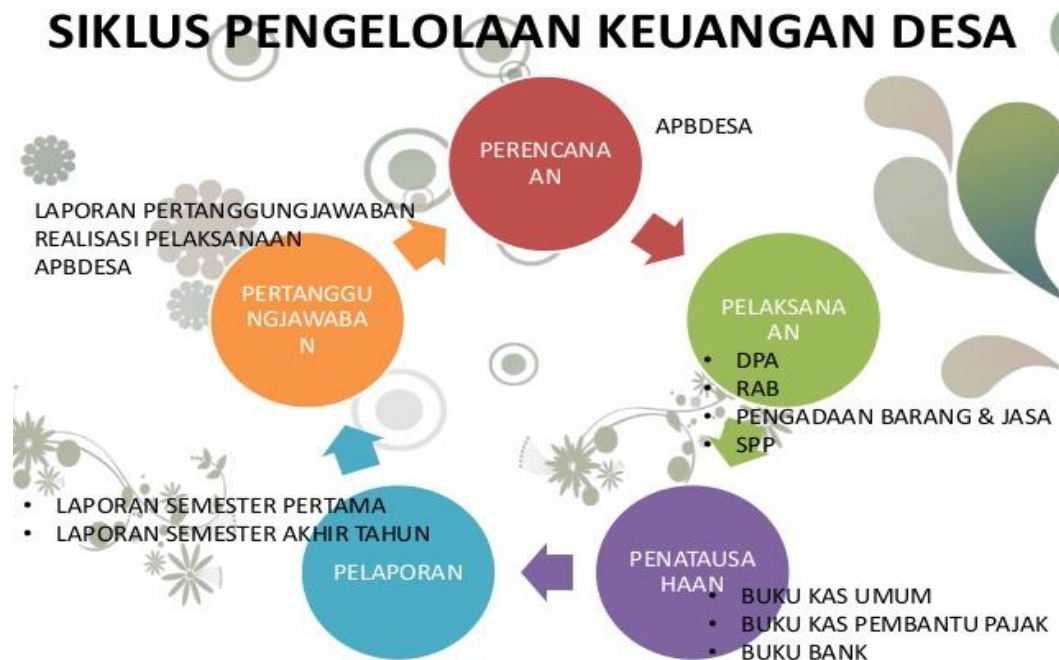 SIKLUS PENGELOLAAN KEUANGAN DESA
PERENCANA
AN
APBDESA
PELAKSANA
AN
• DPA
• RAB
• PENGADAAN BARANG & JASA
• SPP
PENATAUSA
HAAN
• BUKU KAS UMUM
• BUKU KAS PEMBANTU PAJAK
• BUKU BANK
PELAPORAN
• LAPORAN SEMESTER PERTAMA
• LAPORAN SEMESTER AKHIR TAHUN
PERTANGGU
NGJAWABA
N
LAPORAN PERTANGGUNGJAWABAN
REALISASI PELAKSANAAN
APBDESA